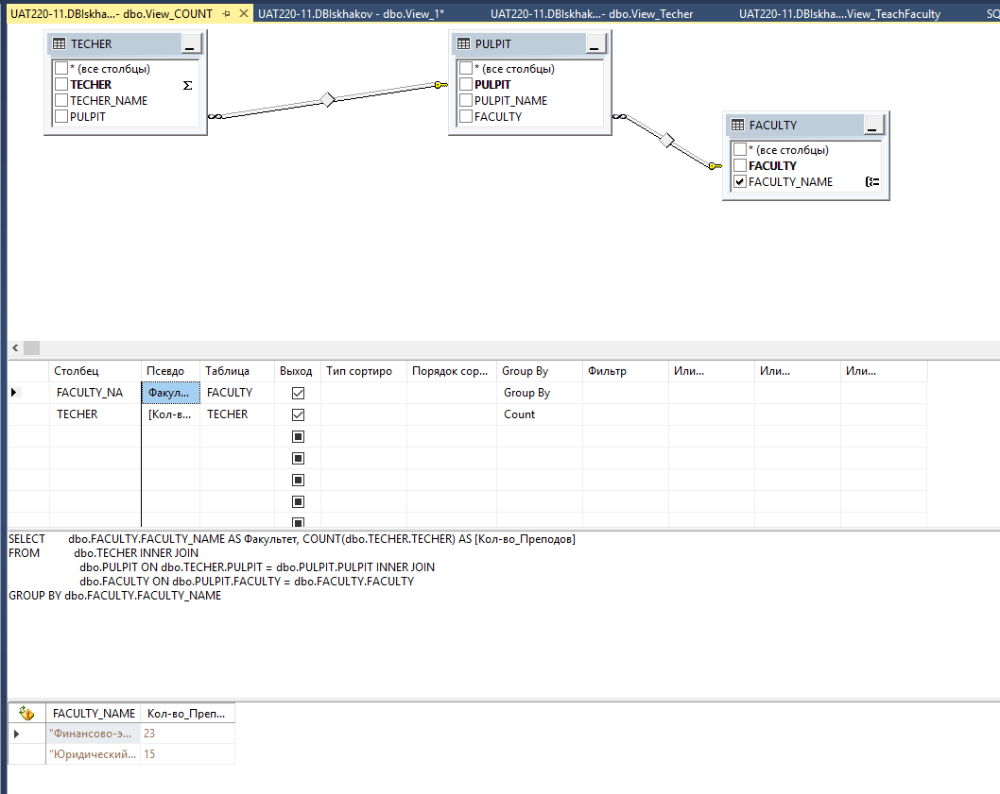 UAT220-11.DBIskha...- dbo.View_COUNT
UAT220-11.DBIskhakov - dbo.View_1*
UAT220-11.DBIskhak...- dbo.View_Techer
UAT220-11.DBIskha....View_TeachFaculty
SQ
TECHER
* (все столбцы)
TECHER
TECHER_NAME
PULPIT
PULPIT
* (все столбцы)
PULPIT
PULPIT_NAME
FACULTY
FACULTY
* (все столбцы)
FACULTY
FACULTY_NAME
Столбец Псевдо Таблица Выход Тип сортиро Порядок сор... Group By Фильтр Или... Или... Или...
FACULTY_NA Факул... FACULTY Group By
TECHER [Кол-в... TECHER Count
SELECT dbo.FACULTY.FACULTY_NAME AS Факультет, COUNT(dbo.TECHER.TECHER) AS [Кол-во_Преподов]
FROM dbo.TECHER INNER JOIN
dbo.PULPIT ON dbo.TECHER.PULPIT = dbo.PULPIT.PULPIT INNER JOIN
dbo.FACULTY ON dbo.PULPIT.FACULTY = dbo.FACULTY.FACULTY
GROUP BY dbo.FACULTY.FACULTY_NAME
FACULTY_NAME Кол-во_Преп...
"Финансово-э... 23
"Юридический... 15